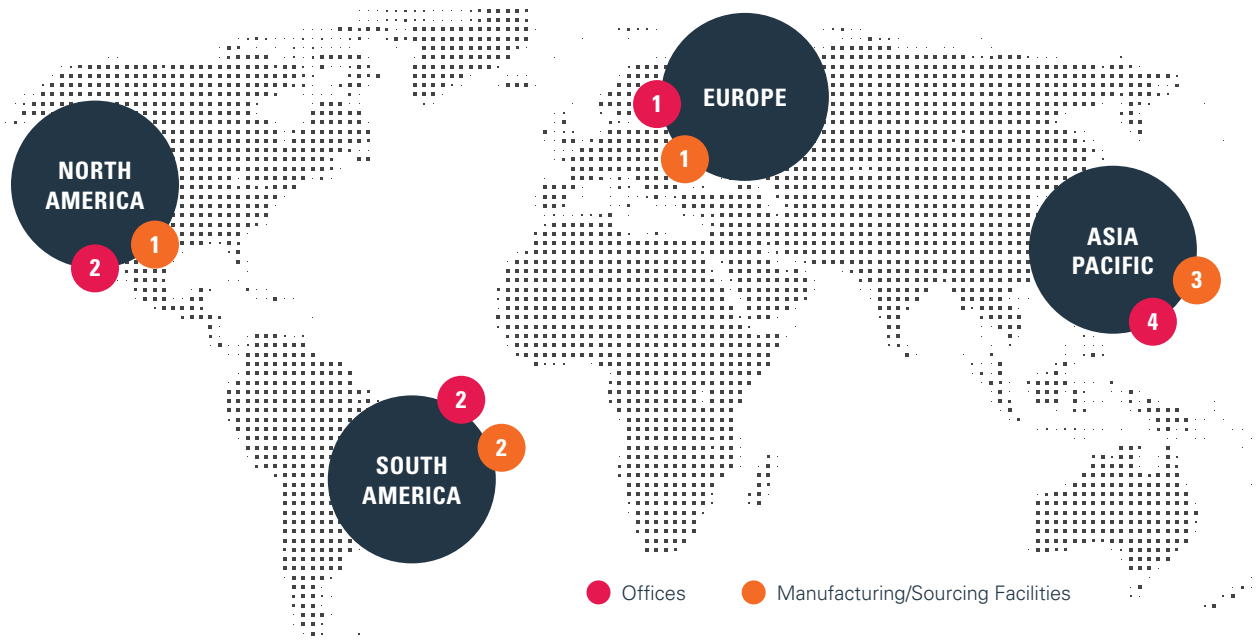 EUROPE
1
1
NORTH
AMERICA
1
2
ASIA
PACIFIC
3
4
2
2
SOUTH
AMERICA
Offices
Manufacturing/Sourcing Facilities